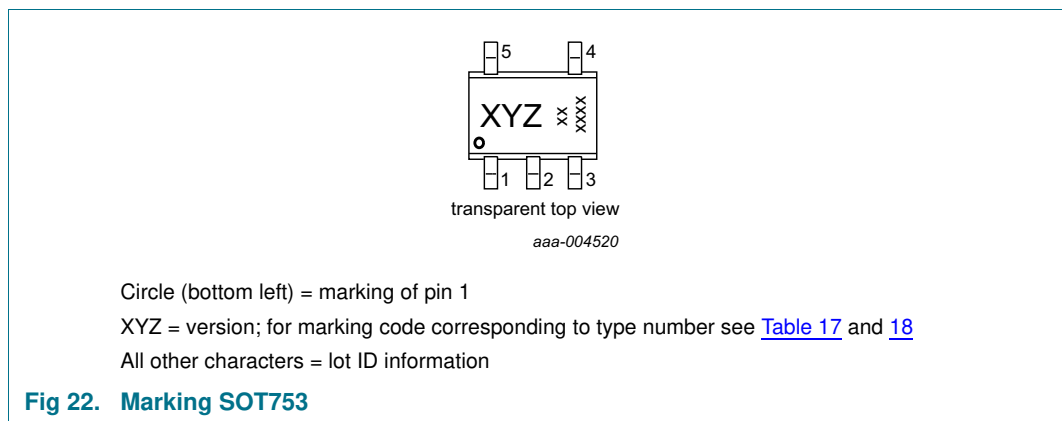 5 4
XYZ xx xxxx
1 2 3
transparent top view
aaa-004520
Circle (bottom left) = marking of pin 1
XYZ = version; for marking code corresponding to type number see Table 17 and 18
All other characters = lot ID information
Fig 22. Marking SOT753